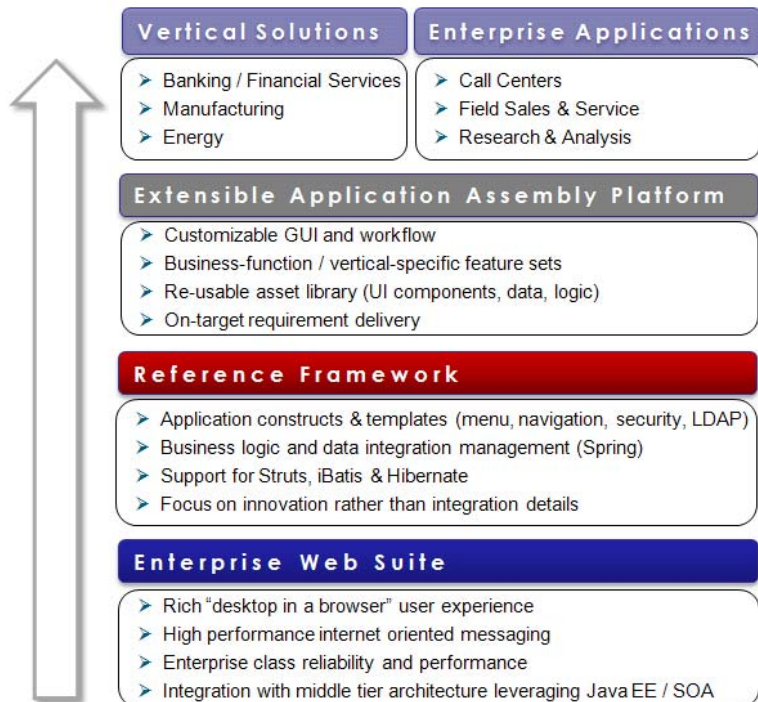 Vertical Solutions
Banking / Financial Services
Manufacturing
Energy
Enterprise Applications
Call Centers
Field Sales & Service
Research & Analysis
Extensible Application Assembly Platform
Customizable GUI and workflow
Business-function / vertical-specific feature sets
Re-usable asset library (UI components, data, logic)
On-target requirement delivery
Reference Framework
Application constructs & templates (menu, navigation, security, LDAP)
Business logic and data integration management (Spring)
Support for Struts, iBatis & Hibernate
Focus on innovation rather than integration details
Enterprise Web Suite
Rich “desktop in a browser” user experience
High performance internet oriented messaging
Enterprise class reliability and performance
Integration with middle tier architecture leveraging Java EE / SOA